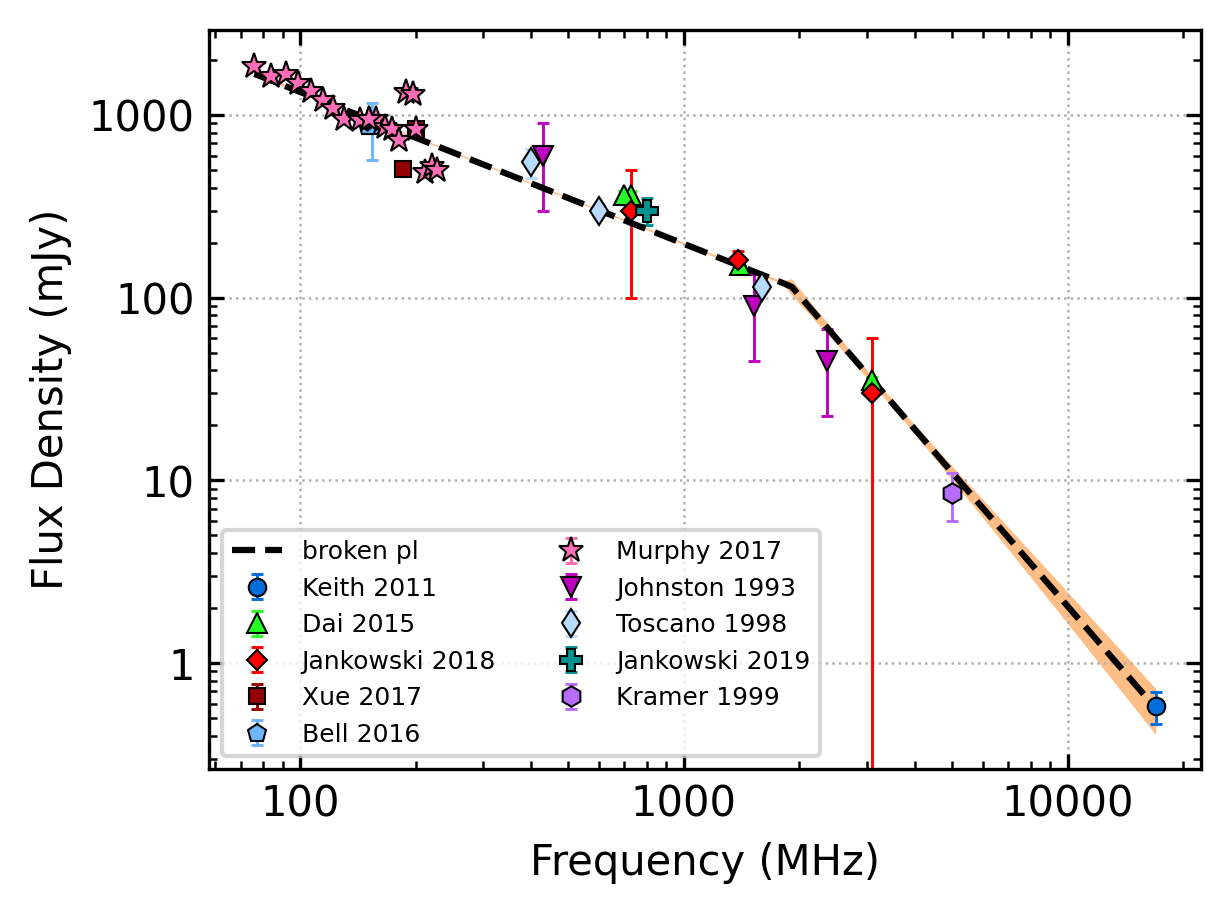 Flux Density (mJy)
1000
100
10
1
broken pl
Keith 2011
Dai 2015
Jankowski 2018
Xue 2017
Bell 2016
Murphy 2017
Johnston 1993
Toscano 1998
Jankowski 2019
Kramer 1999
100
1000
10000
Frequency (MHz)